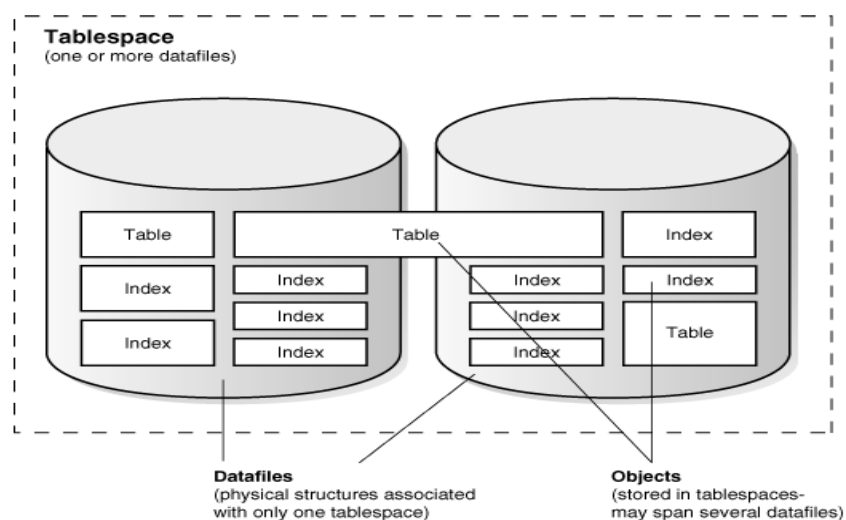 Tablespace
(one or more datafiles)
Table
Table
Index
Index
Index
Index
Index
Index
Index
Index
Table
Index
Index
Index
Datafiles
(physical structures associated
with only one tablespace)
Objects
(stored in tablespaces-
may span several datafiles)